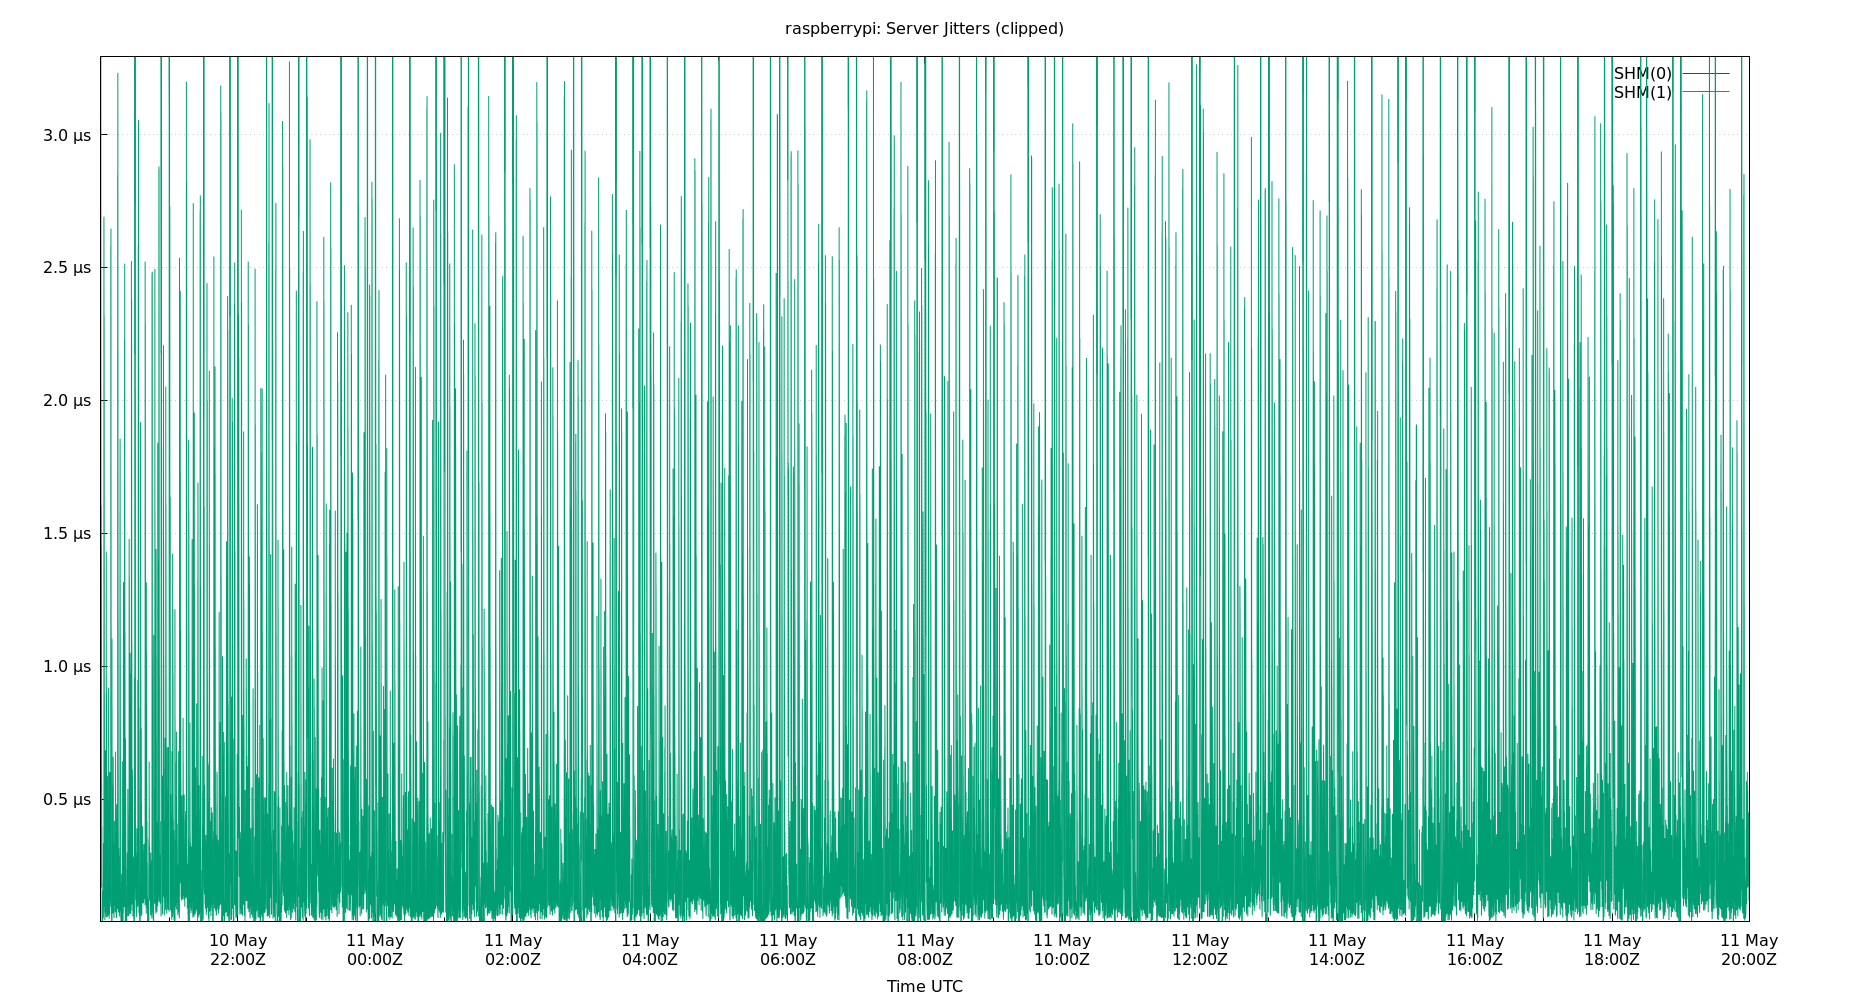 raspberrypi: Server Jitters (clipped)
SHM(0)
SHM(1)
3.0 µs
2.5 µs
2.0 µs
1.5 µs
1.0 µs
0.5 µs
10 May 11 May 11 May 11 May 11 May 11 May 11 May 11 May 11 May 11 May 11 May 11 May
22:00Z 00:00Z 02:00Z 04:00Z 06:00Z 08:00Z 10:00Z 12:00Z 14:00Z 16:00Z 18:00Z 20:00Z
Time UTC